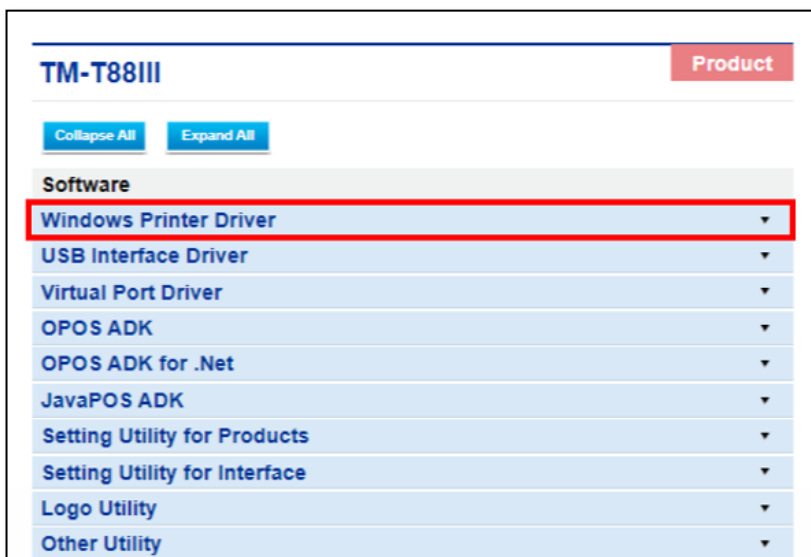 TM-T88III
Product
Collapse All
Expand All
Software
Windows Printer Driver
USB Interface Driver
Virtual Port Driver
OPOS ADK
OPOS ADK for .Net
JavaPOS ADK
Setting Utility for Products
Setting Utility for Interface
Logo Utility
Other Utility